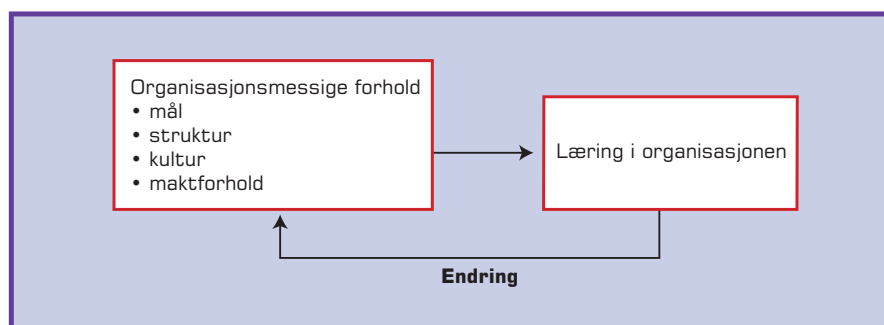 Organisasjonsmessige forhold
• mål
• struktur
• kultur
• maktforhold
Læring i organisasjonen
Endring